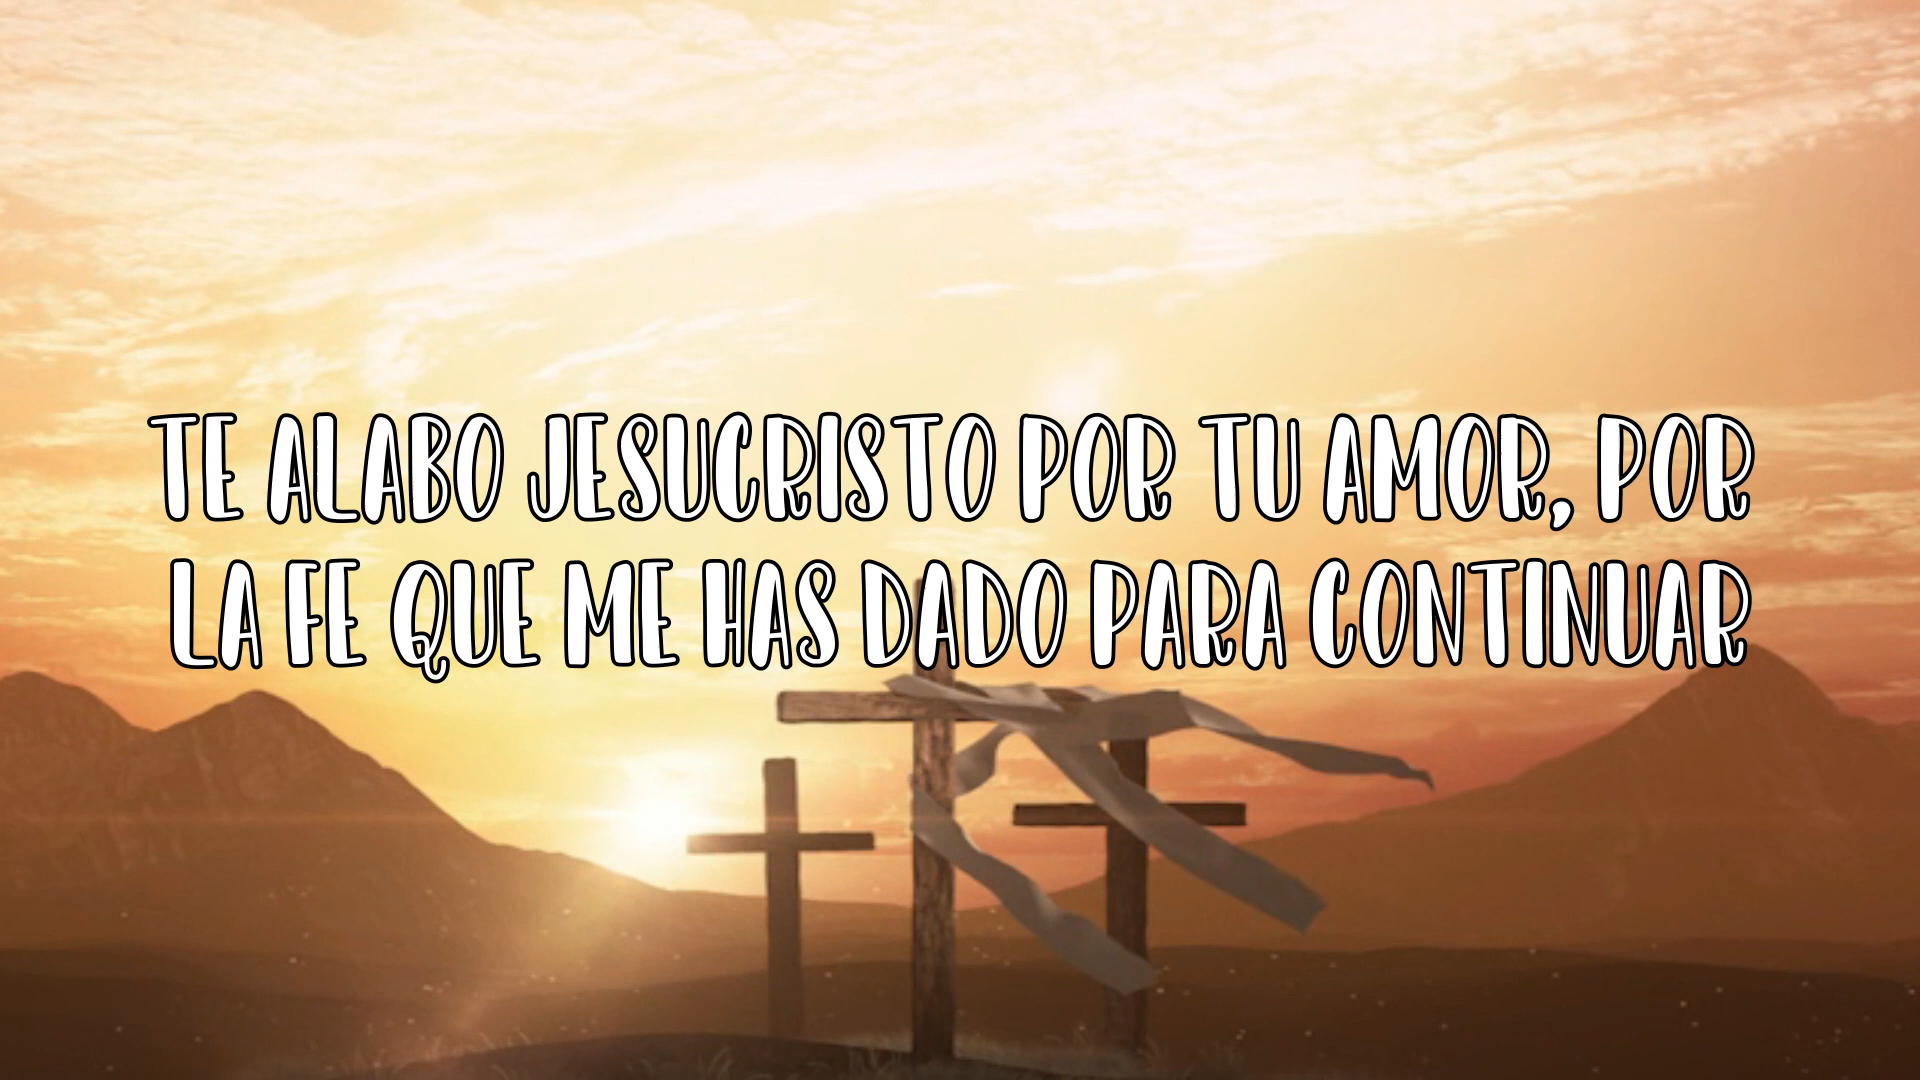 TE ALABO JESUCRISTO POR TU AMOR, POR
LA FE QUE ME HAS DADO PARA CONTINUAR